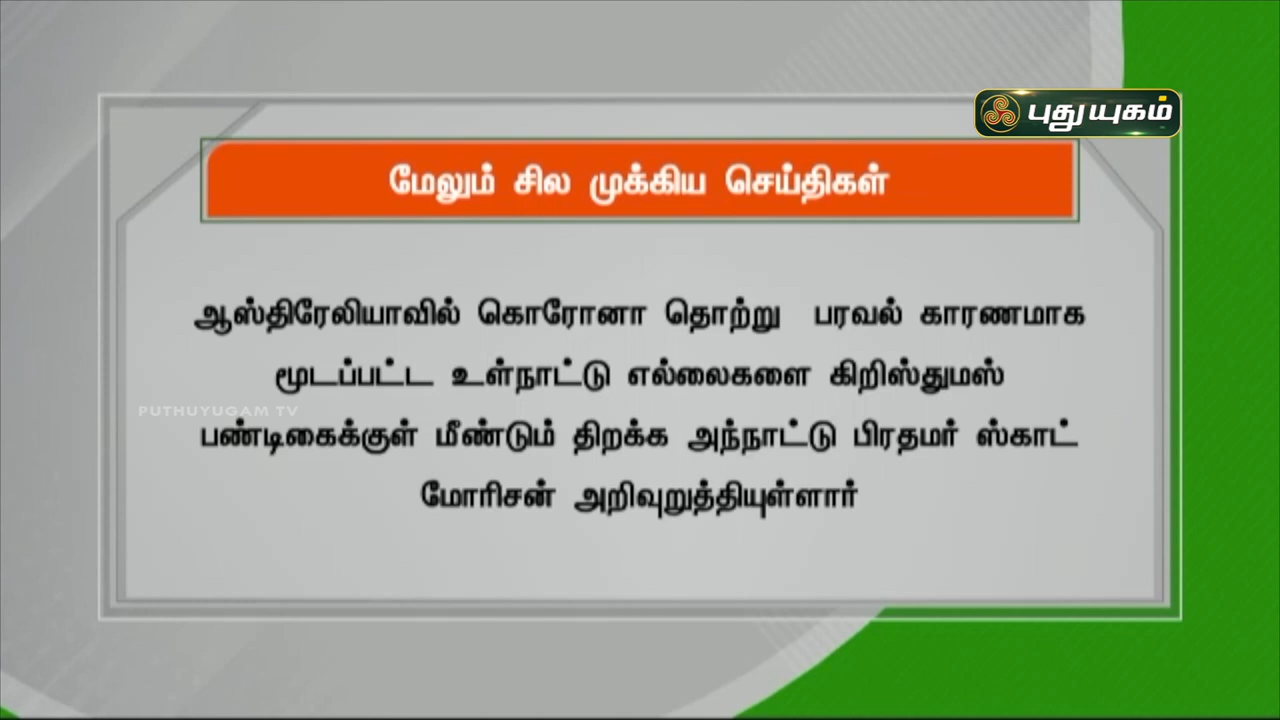 புதுயுகம்
மேலும் சில முக்கிய செய்திகள்
ஆஸ்திரேலியாவில் கொரோனா தொற்று பரவல் காரணமாக
மூடப்பட்ட உள்நாட்டு எல்லைகளை கிறிஸ்துமஸ்
PUTHUYUGAM TV
பண்டிகைக்குள் மீண்டும் திறக்க அந்நாட்டு பிரதமர் ஸ்காட்
மோரிசன் அறிவுறுத்தியுள்ளார்